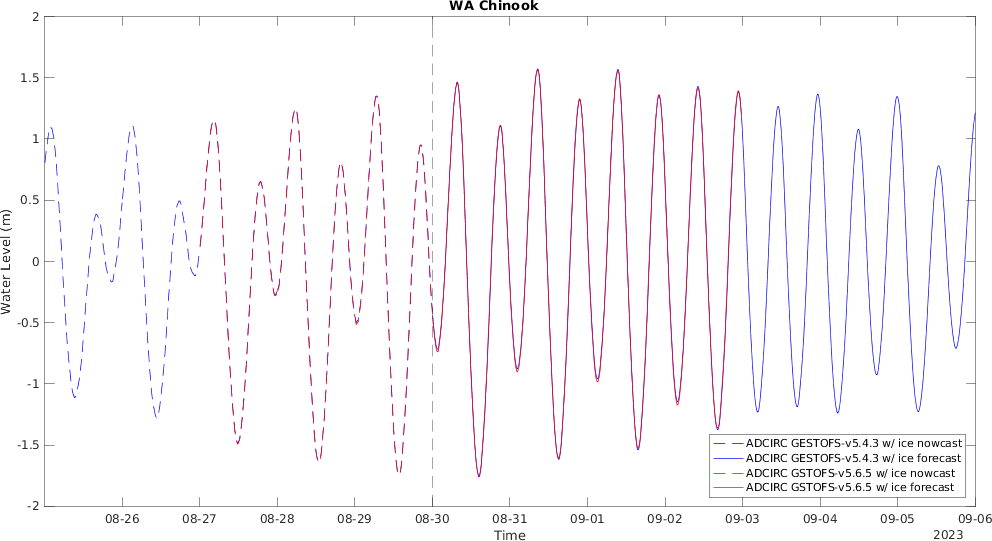 WA Chinook
2
1.5
1
0.5
0
-0.5
-1
-1.5
-2
Water Level (m)
08-26 08-27 08-28 08-29 08-30 08-31 09-01 09-02 09-03 09-04 09-05 09-06
Time
2023
ADCIRC GESTOFS-v5.4.3 w/ ice nowcast
ADCIRC GESTOFS-v5.4.3 w/ ice forecast
ADCIRC GSTOFS-v5.6.5 w/ ice nowcast
ADCIRC GSTOFS-v5.6.5 w/ ice forecast